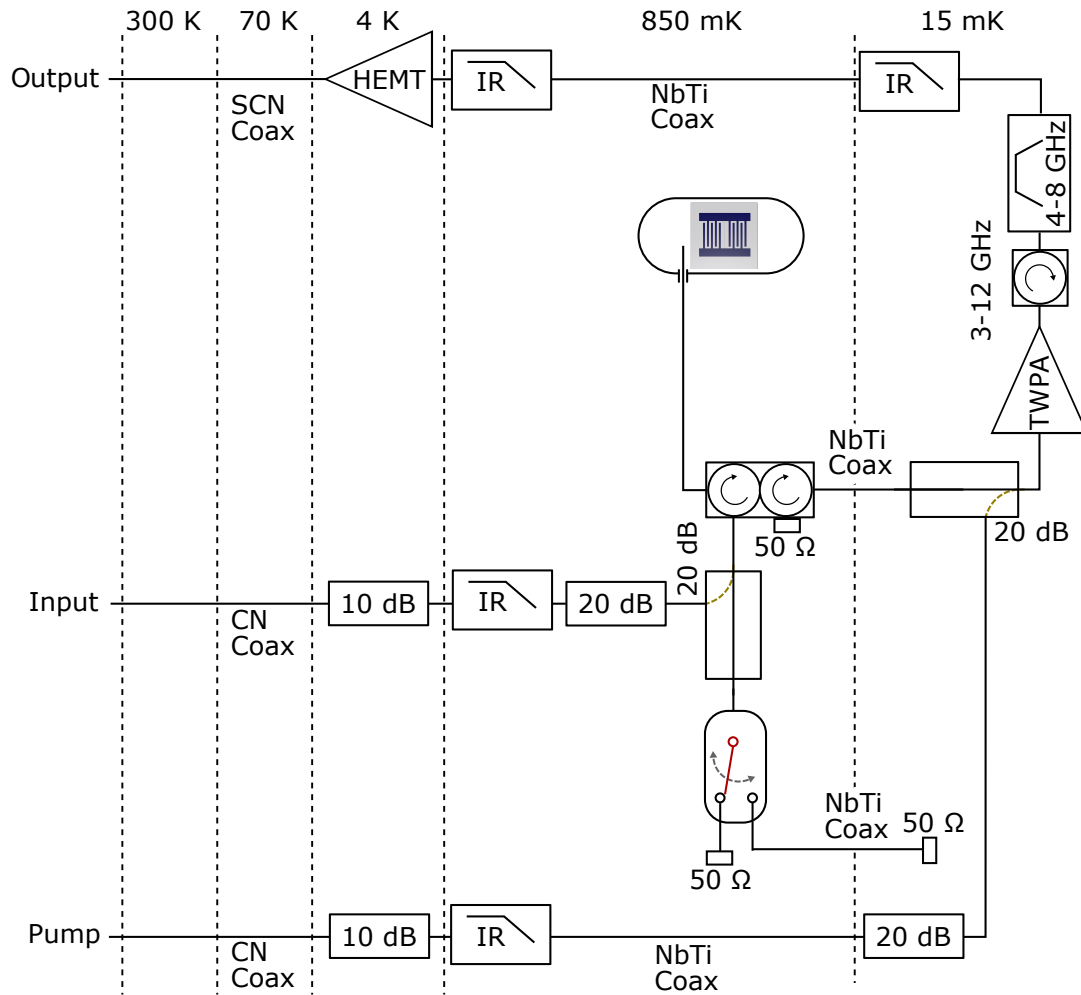 300 K
70 K
4 K
850 mK
15 mK
Output
HEMT
IR
IR
SCN
Coax
NbTi
Coax
4-8 GHz
3-12 GHz
TWPA
NbTi
Coax
20 dB
50 Ω
20 dB
Input
10 dB
IR
20 dB
CN
Coax
NbTi
Coax
50 Ω
50 Ω
Pump
10 dB
IR
20 dB
CN
Coax
NbTi
Coax